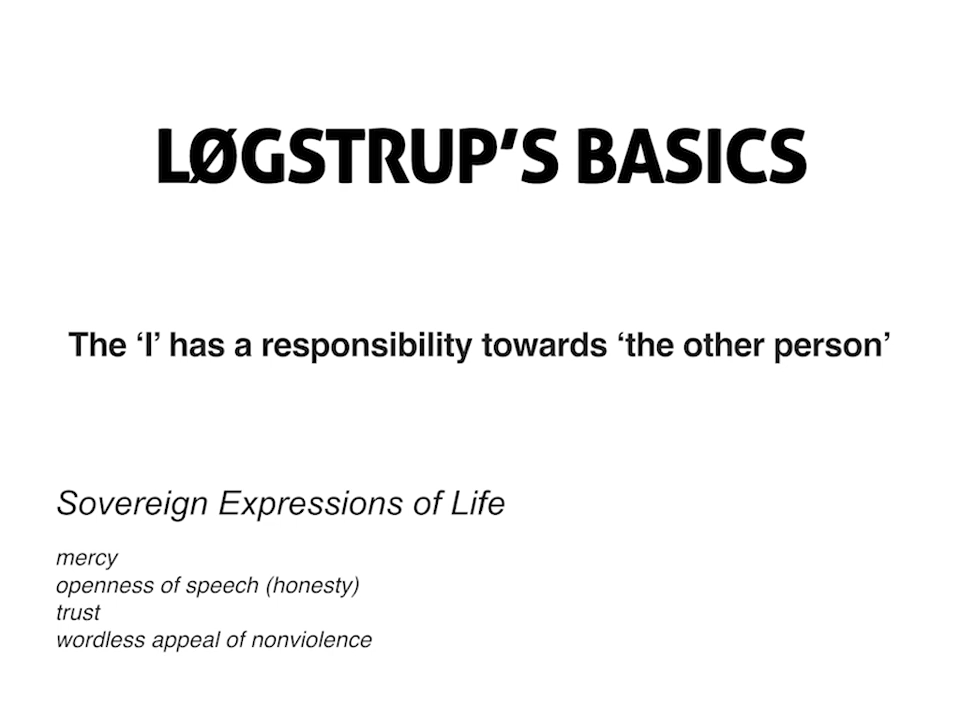 LØGSTRUP’S BASICS
The ‘I’ has a responsibility towards ‘the other person’
Sovereign Expressions of Life
mercy
openness of speech (honesty)
trust
wordless appeal of nonviolence